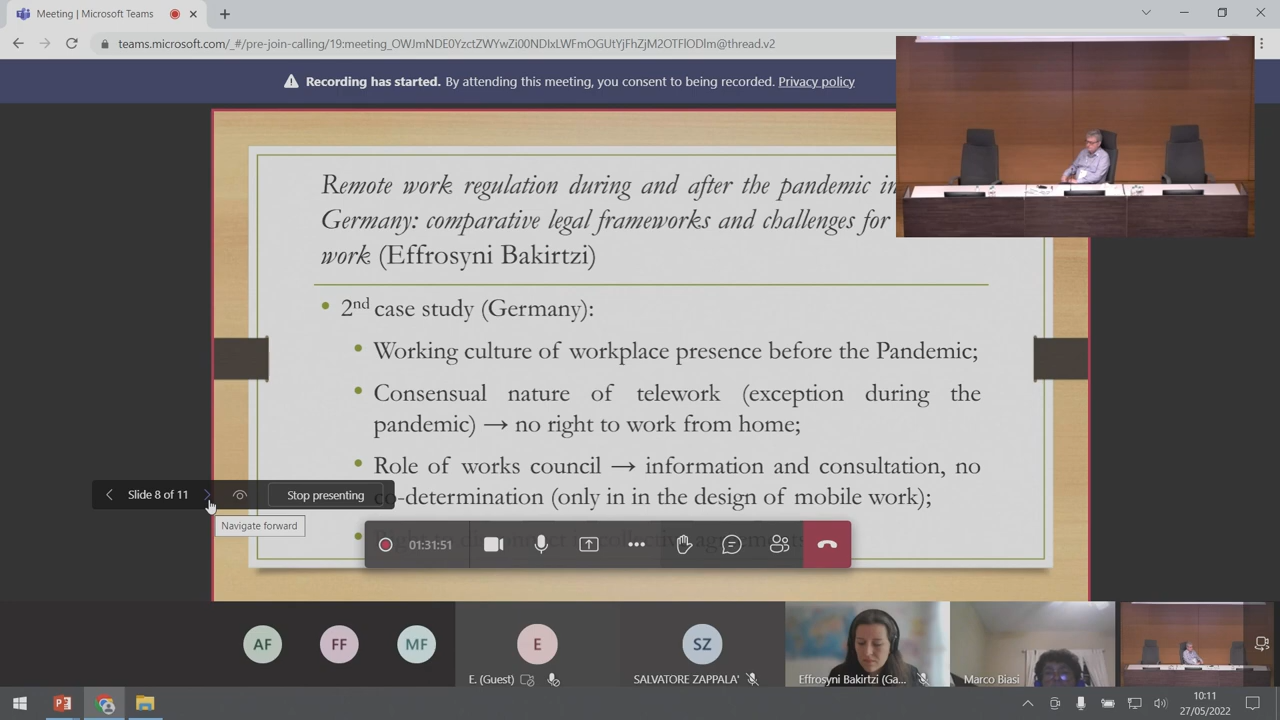 Meeting | Microsoft Teams
teams.microsoft.com/_#/pre-join-calling/19:meeting_OWJmNDE0YzctZWYwZi00NDIxLWFmOGUtYjFhZjM2OTFlODlm@thread.v2
Recording has started. By attending this meeting, you consent to being recorded. Privacy policy
Remote work regulation during and after the pandemic in
Germany: comparative legal frameworks and challenges for
work (Effrosyni Bakirtzi)
2nd case study (Germany):
Working culture of workplace presence before the Pandemic;
Consensual nature of telework (exception during the
pandemic) → no right to work from home;
Role of works council → information and consultation, no
co-determination (only in in the design of mobile work);
Slide 8 of 11
Stop presenting
Navigate forward
01:31:51
AF
FF
MF
E
SZ
E. (Guest)
SALVATORE ZAPPALA'
Effrosyni Bakirtzi (Ga...
Marco Biasi
10:11
27/05/2022